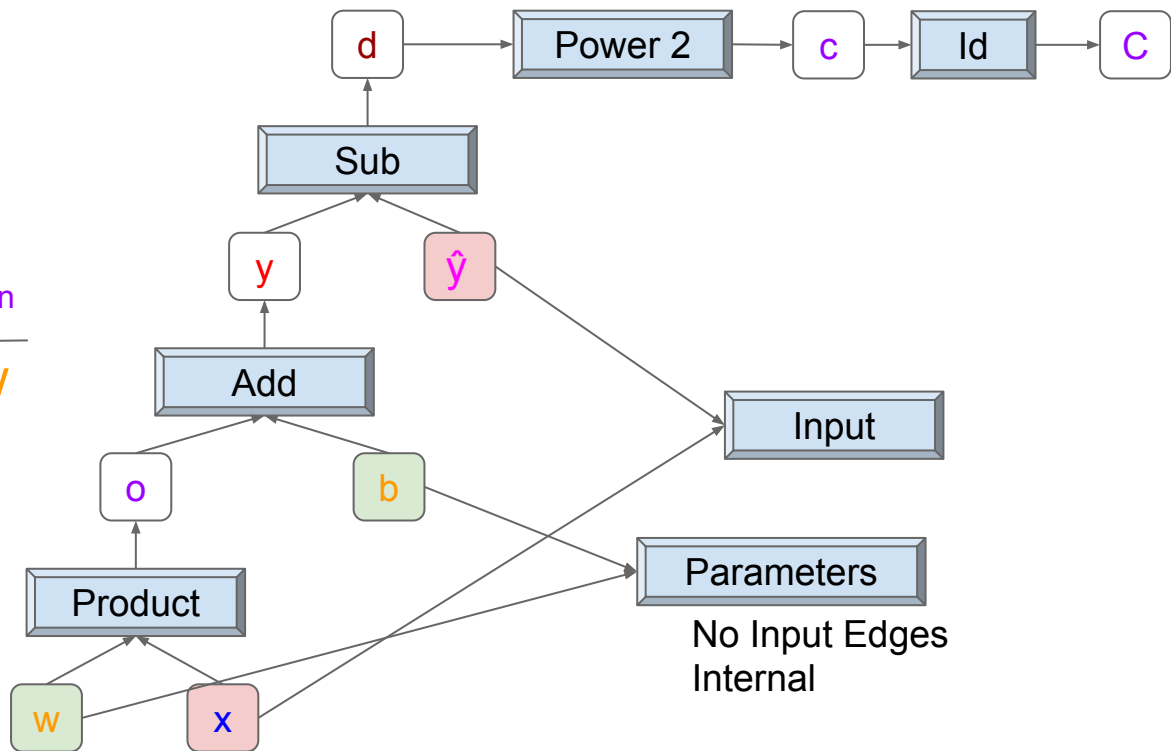 d
Power 2
c
Id
C
Sub
y
ŷ
n
Add
Input
o
b
Parameters
Product
No Input Edges
Internal
w
x